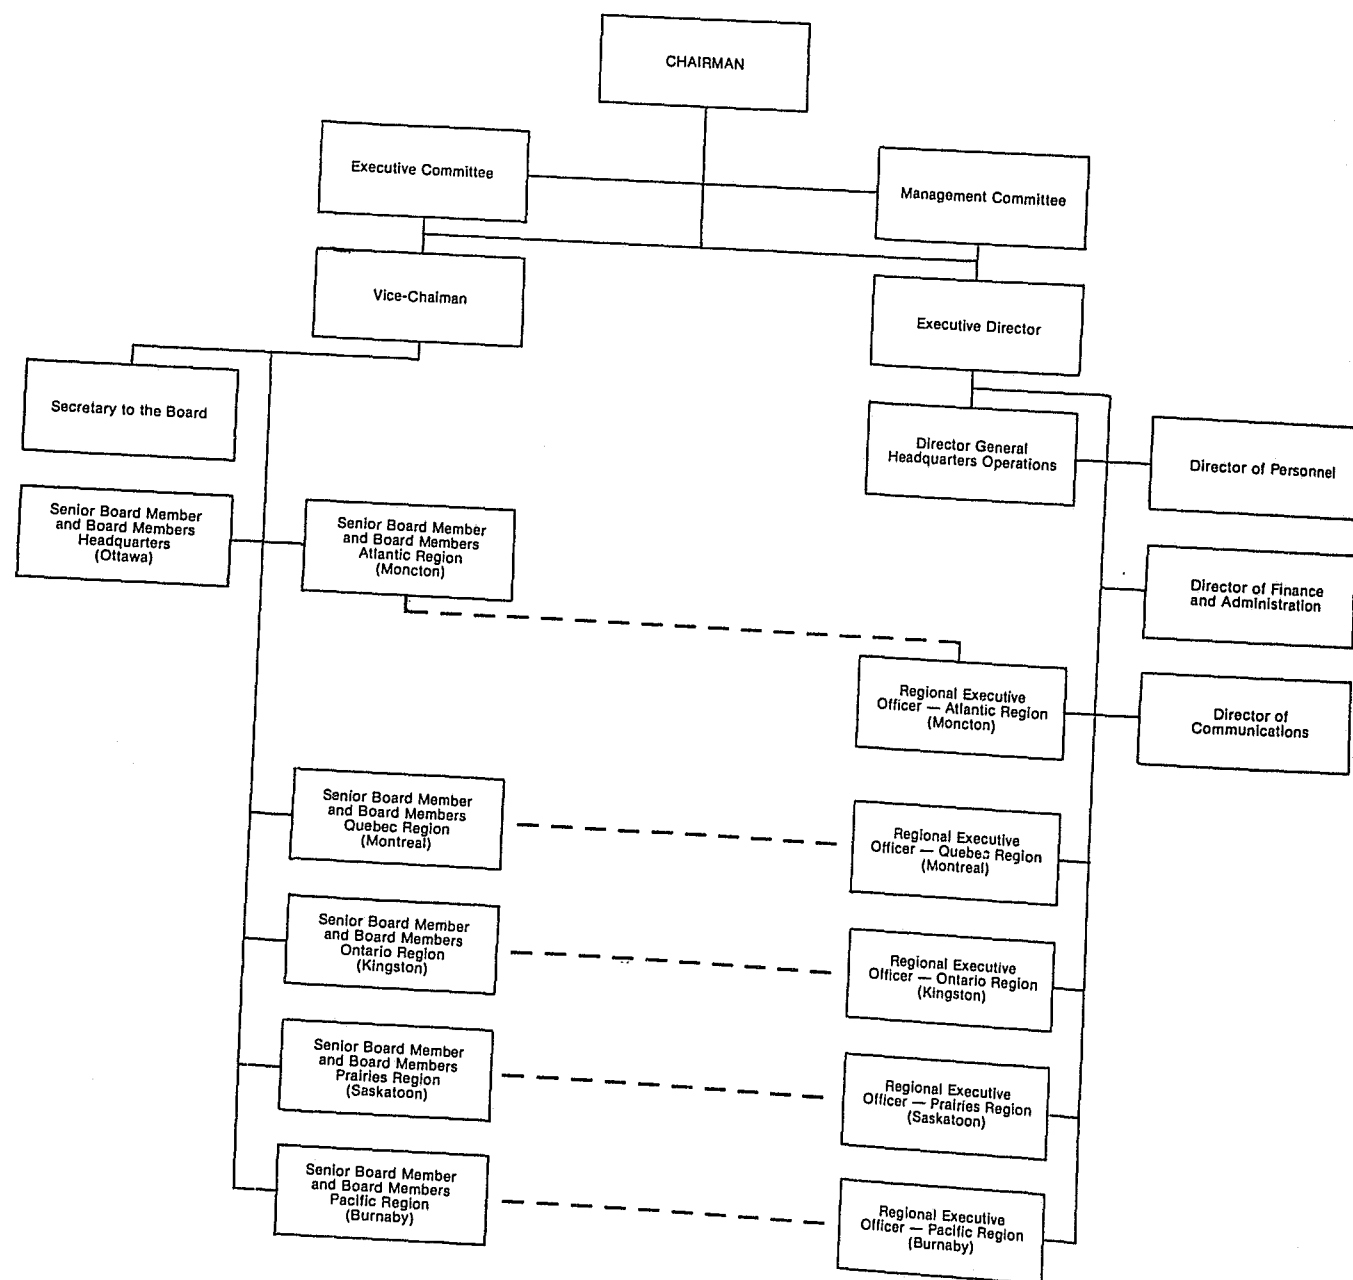 CHAIRMAN
Executive Committee
Management Committee
Vice-Chaiman
Executive Director
Secretary to the Board
Director General
Headquarters Operations
Director of Personnel
Senior Board Member
and Board Members
Headquarters
(Ottawa)
Senior Board Member
and Board Members
Atlantic Region
(Moncton)
Director of Finance
and Administration
Regional Executive
Officer — Atlantic Region
(Moncton)
Director of
Communications
Senior Board Member
and Board Members
Quebec Region
(Montreal)
Regional Executive
Officer — Quebec Region
(Montreal)
Senior Board Member
and Board Members
Ontario Region
(Kingston)
Regional Executive
Officer — Ontario Region
(Kingston)
Senior Board Member
and Board Members
Prairies Region
(Saskatoon)
Regional Executive
Officer — Prairies Region
(Saskatoon)
Senior Board Member
and Board Members
Pacific Region
(Burnaby)
Regional Executive
Officer — Pacific Region
(Burnaby)